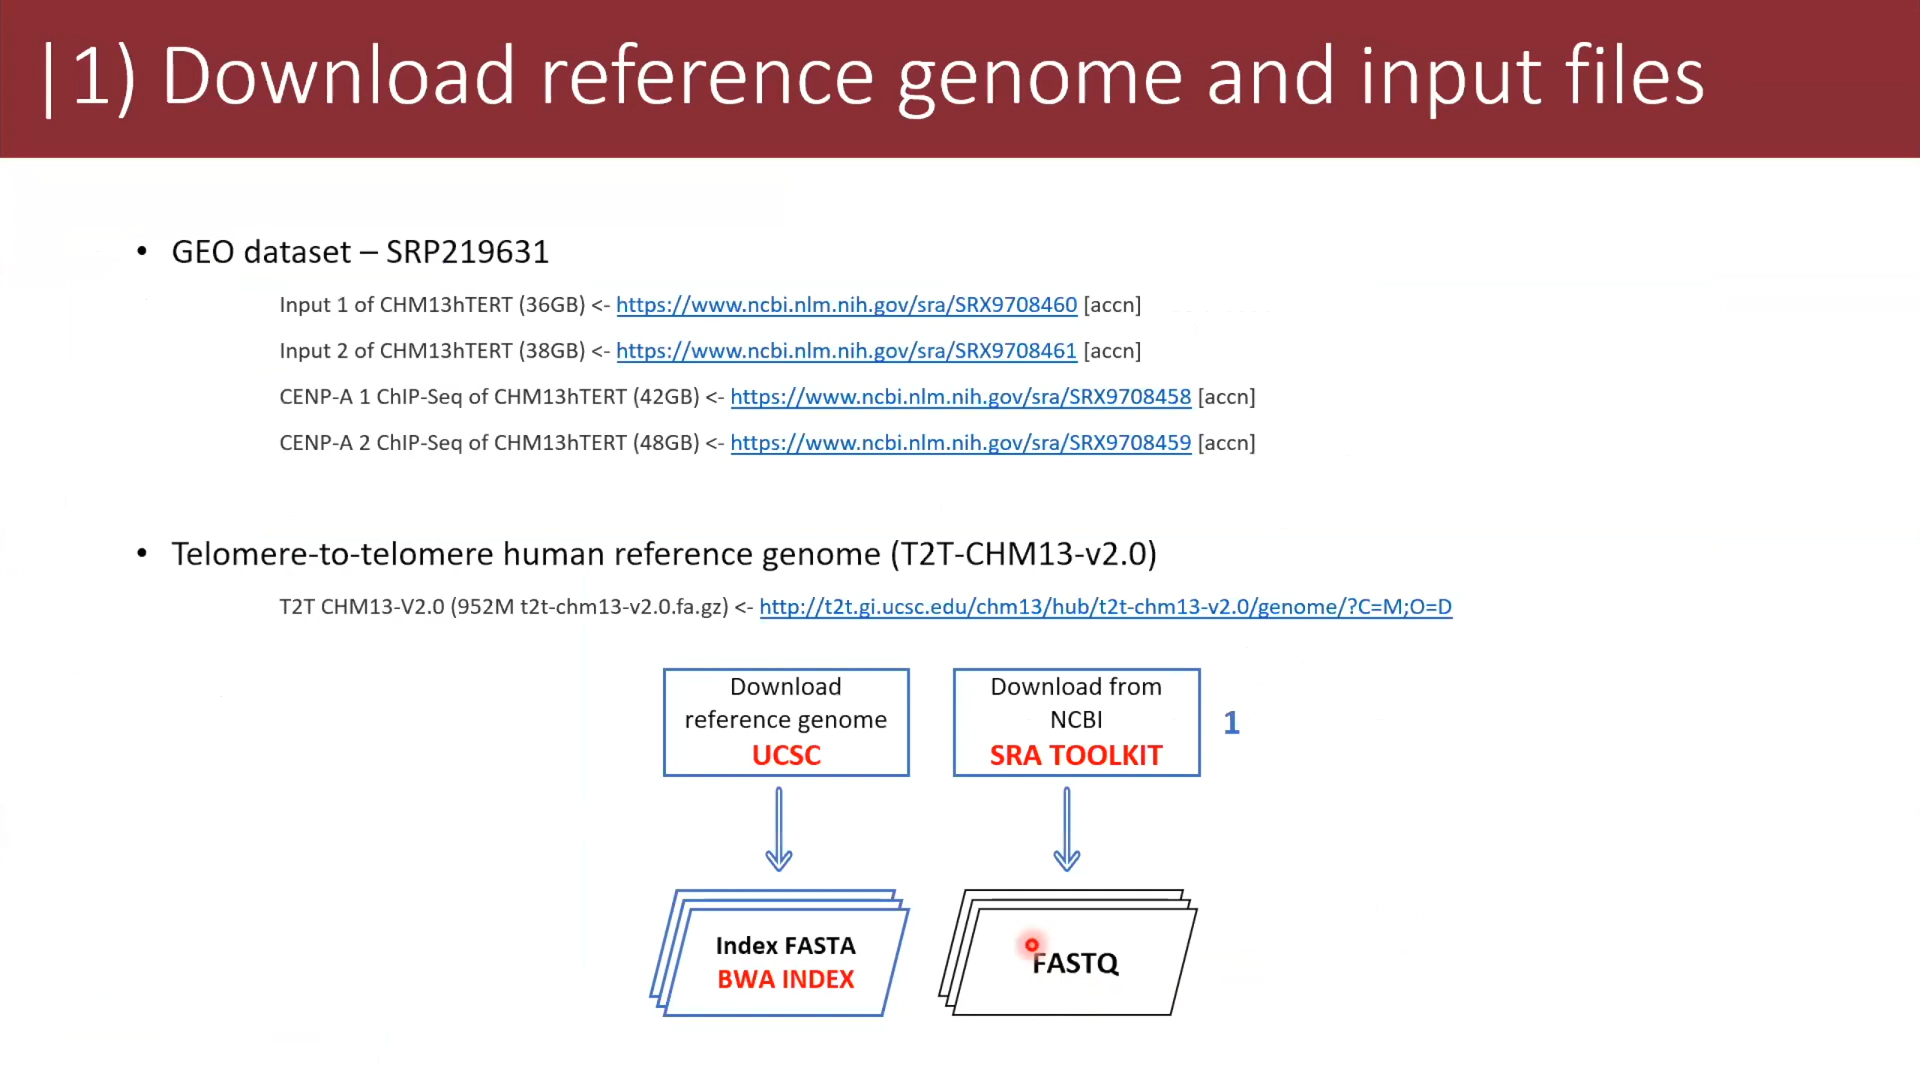 |1) Download reference genome and input files
• GEO dataset – SRP219631
Input 1 of CHM13hTERT (36GB) <- https://www.ncbi.nlm.nih.gov/sra/SRX9708460 [accn]
Input 2 of CHM13hTERT (38GB) <- https://www.ncbi.nlm.nih.gov/sra/SRX9708461 [accn]
CENP-A 1 ChIP-Seq of CHM13hTERT (42GB) <- https://www.ncbi.nlm.nih.gov/sra/SRX9708458 [accn]
CENP-A 2 ChIP-Seq of CHM13hTERT (48GB) <- https://www.ncbi.nlm.nih.gov/sra/SRX9708459 [accn]
• Telomere-to-telomere human reference genome (T2T-CHM13-v2.0)
T2T CHM13-V2.0 (952M t2t-chm13-v2.0.fa.gz) <- http://t2t.gi.ucsc.edu/chm13/hub/t2t-chm13-v2.0/genome/?C=M;O=D
Download
reference genome
UCSC
Download from
NCBI
SRA TOOLKIT
1
Index FASTA
BWA INDEX
FASTQ